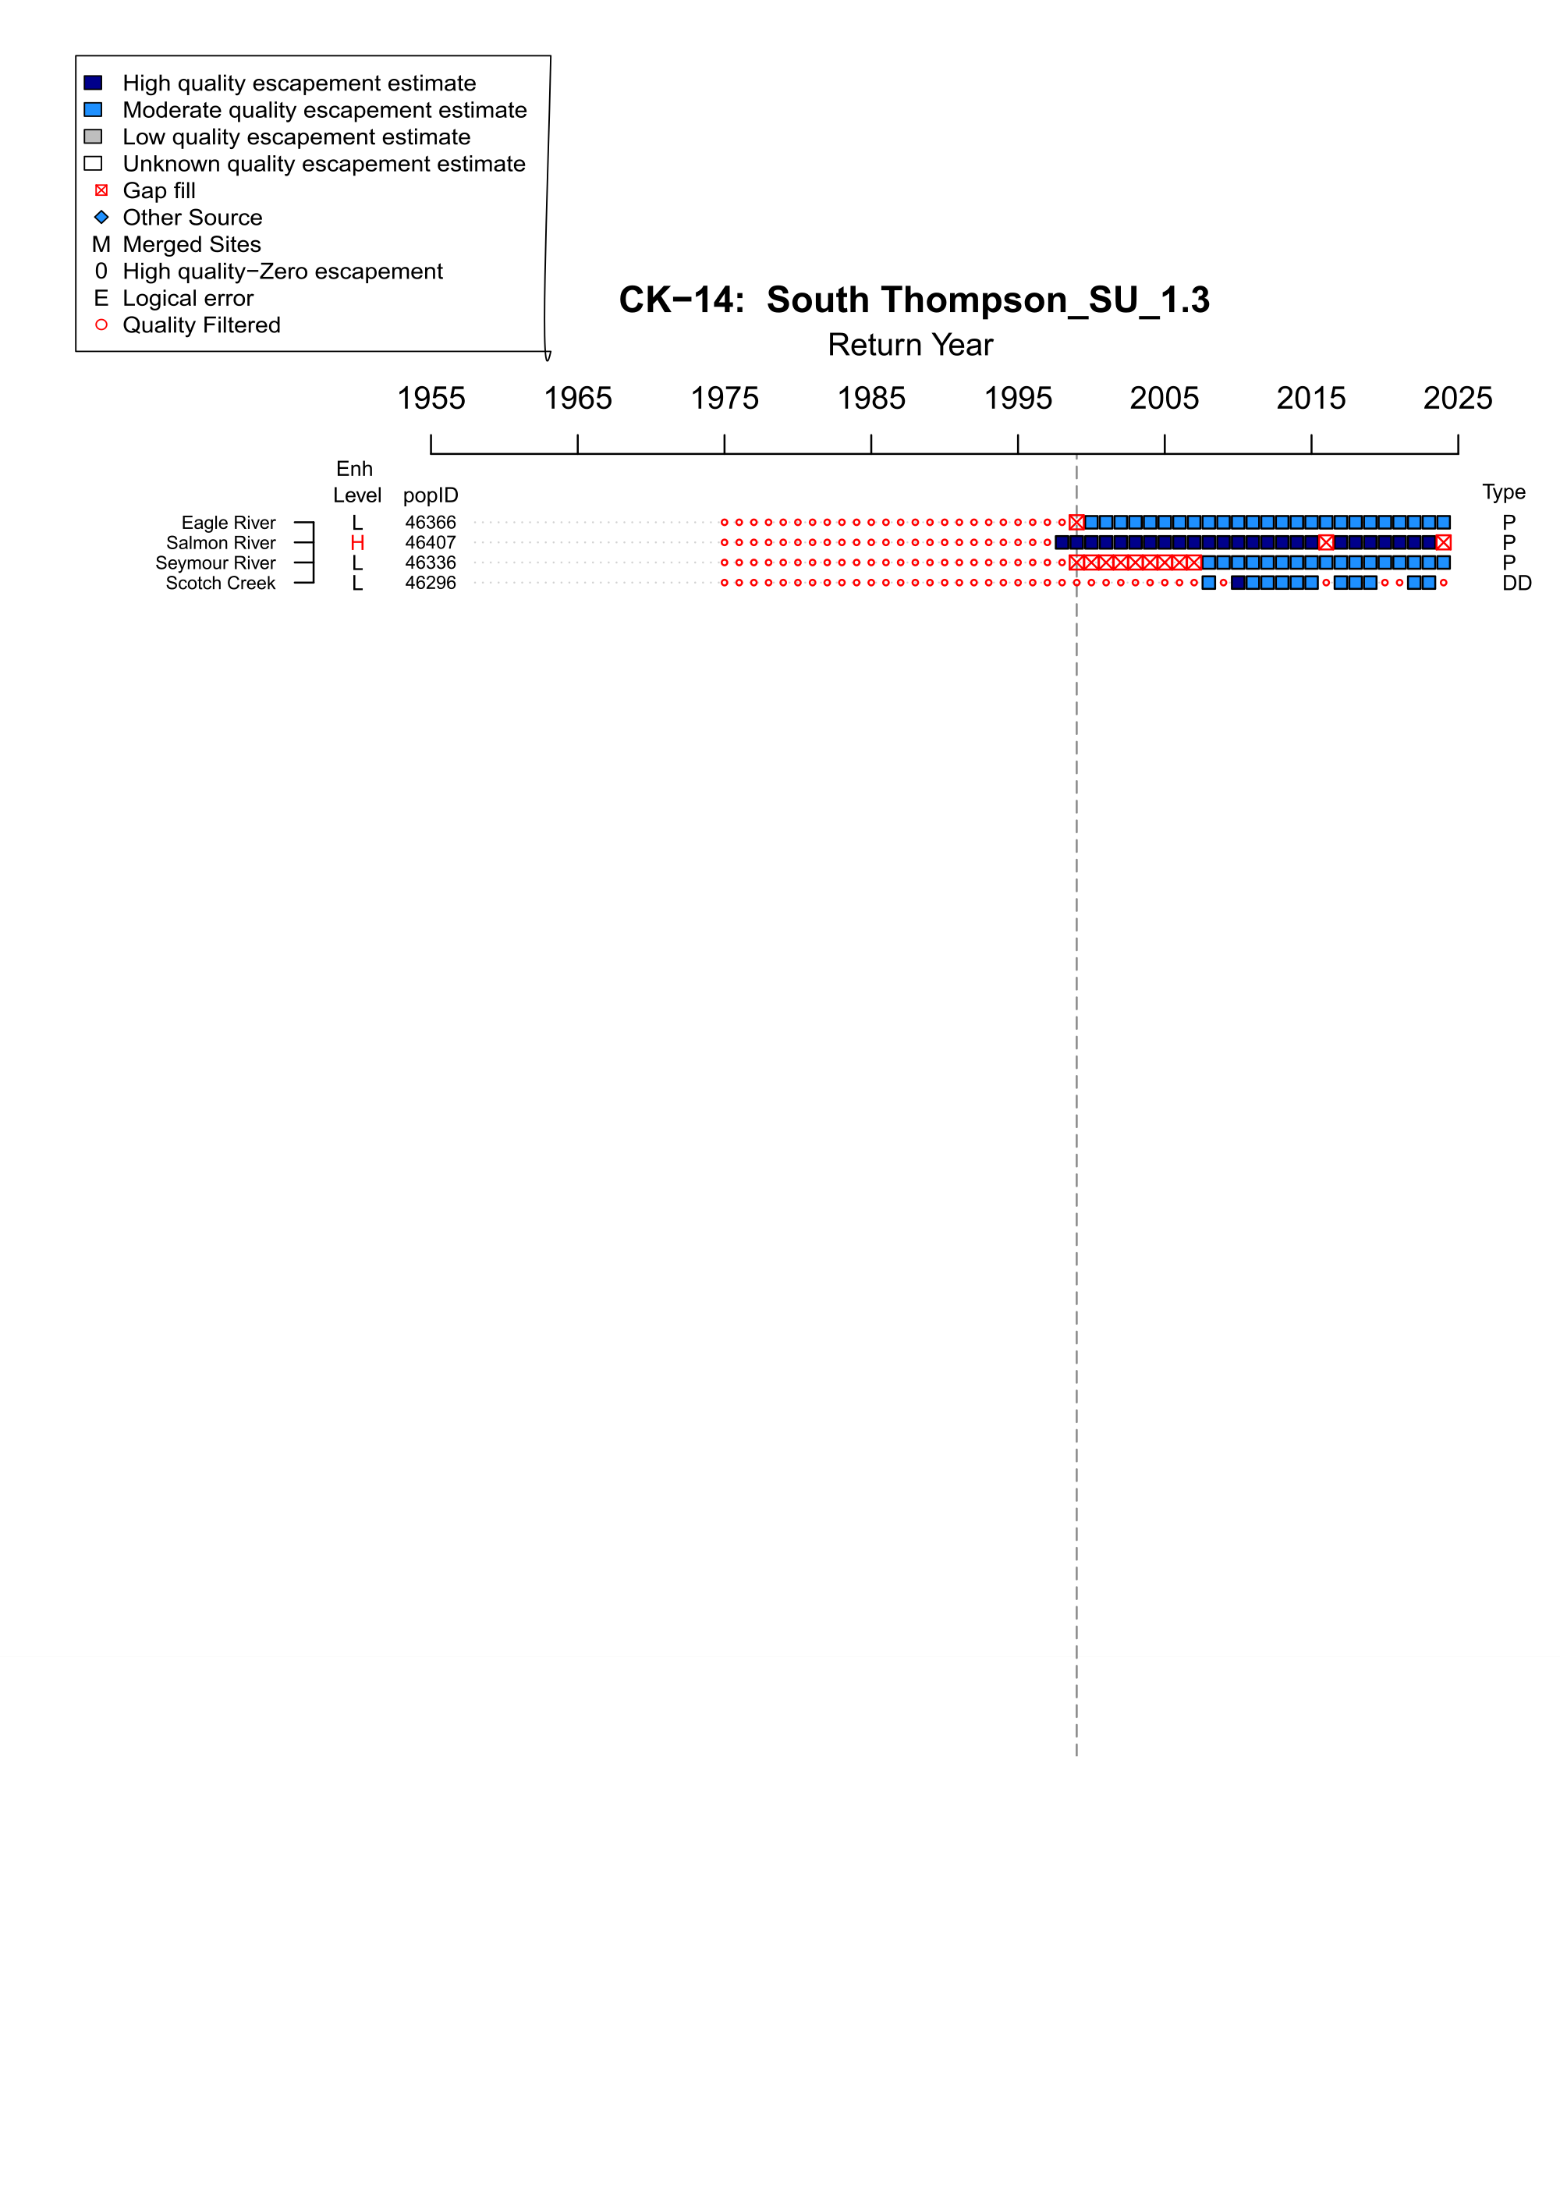 High quality escapement estimate
Moderate quality escapement estimate
Low quality escapement estimate
Unknown quality escapement estimate
Gap fill
Other Source
M Merged Sites
0 High quality−Zero escapement
E Logical error
Quality Filtered
CK−14: South Thompson_SU_1.3
Return Year
1955 1965 1975 1985 1995 2005 2015 2025
Enh
Level popID Type
Eagle River L 46366 P
Salmon River H 46407 P
Seymour River L 46336 P
Scotch Creek L 46296 DD